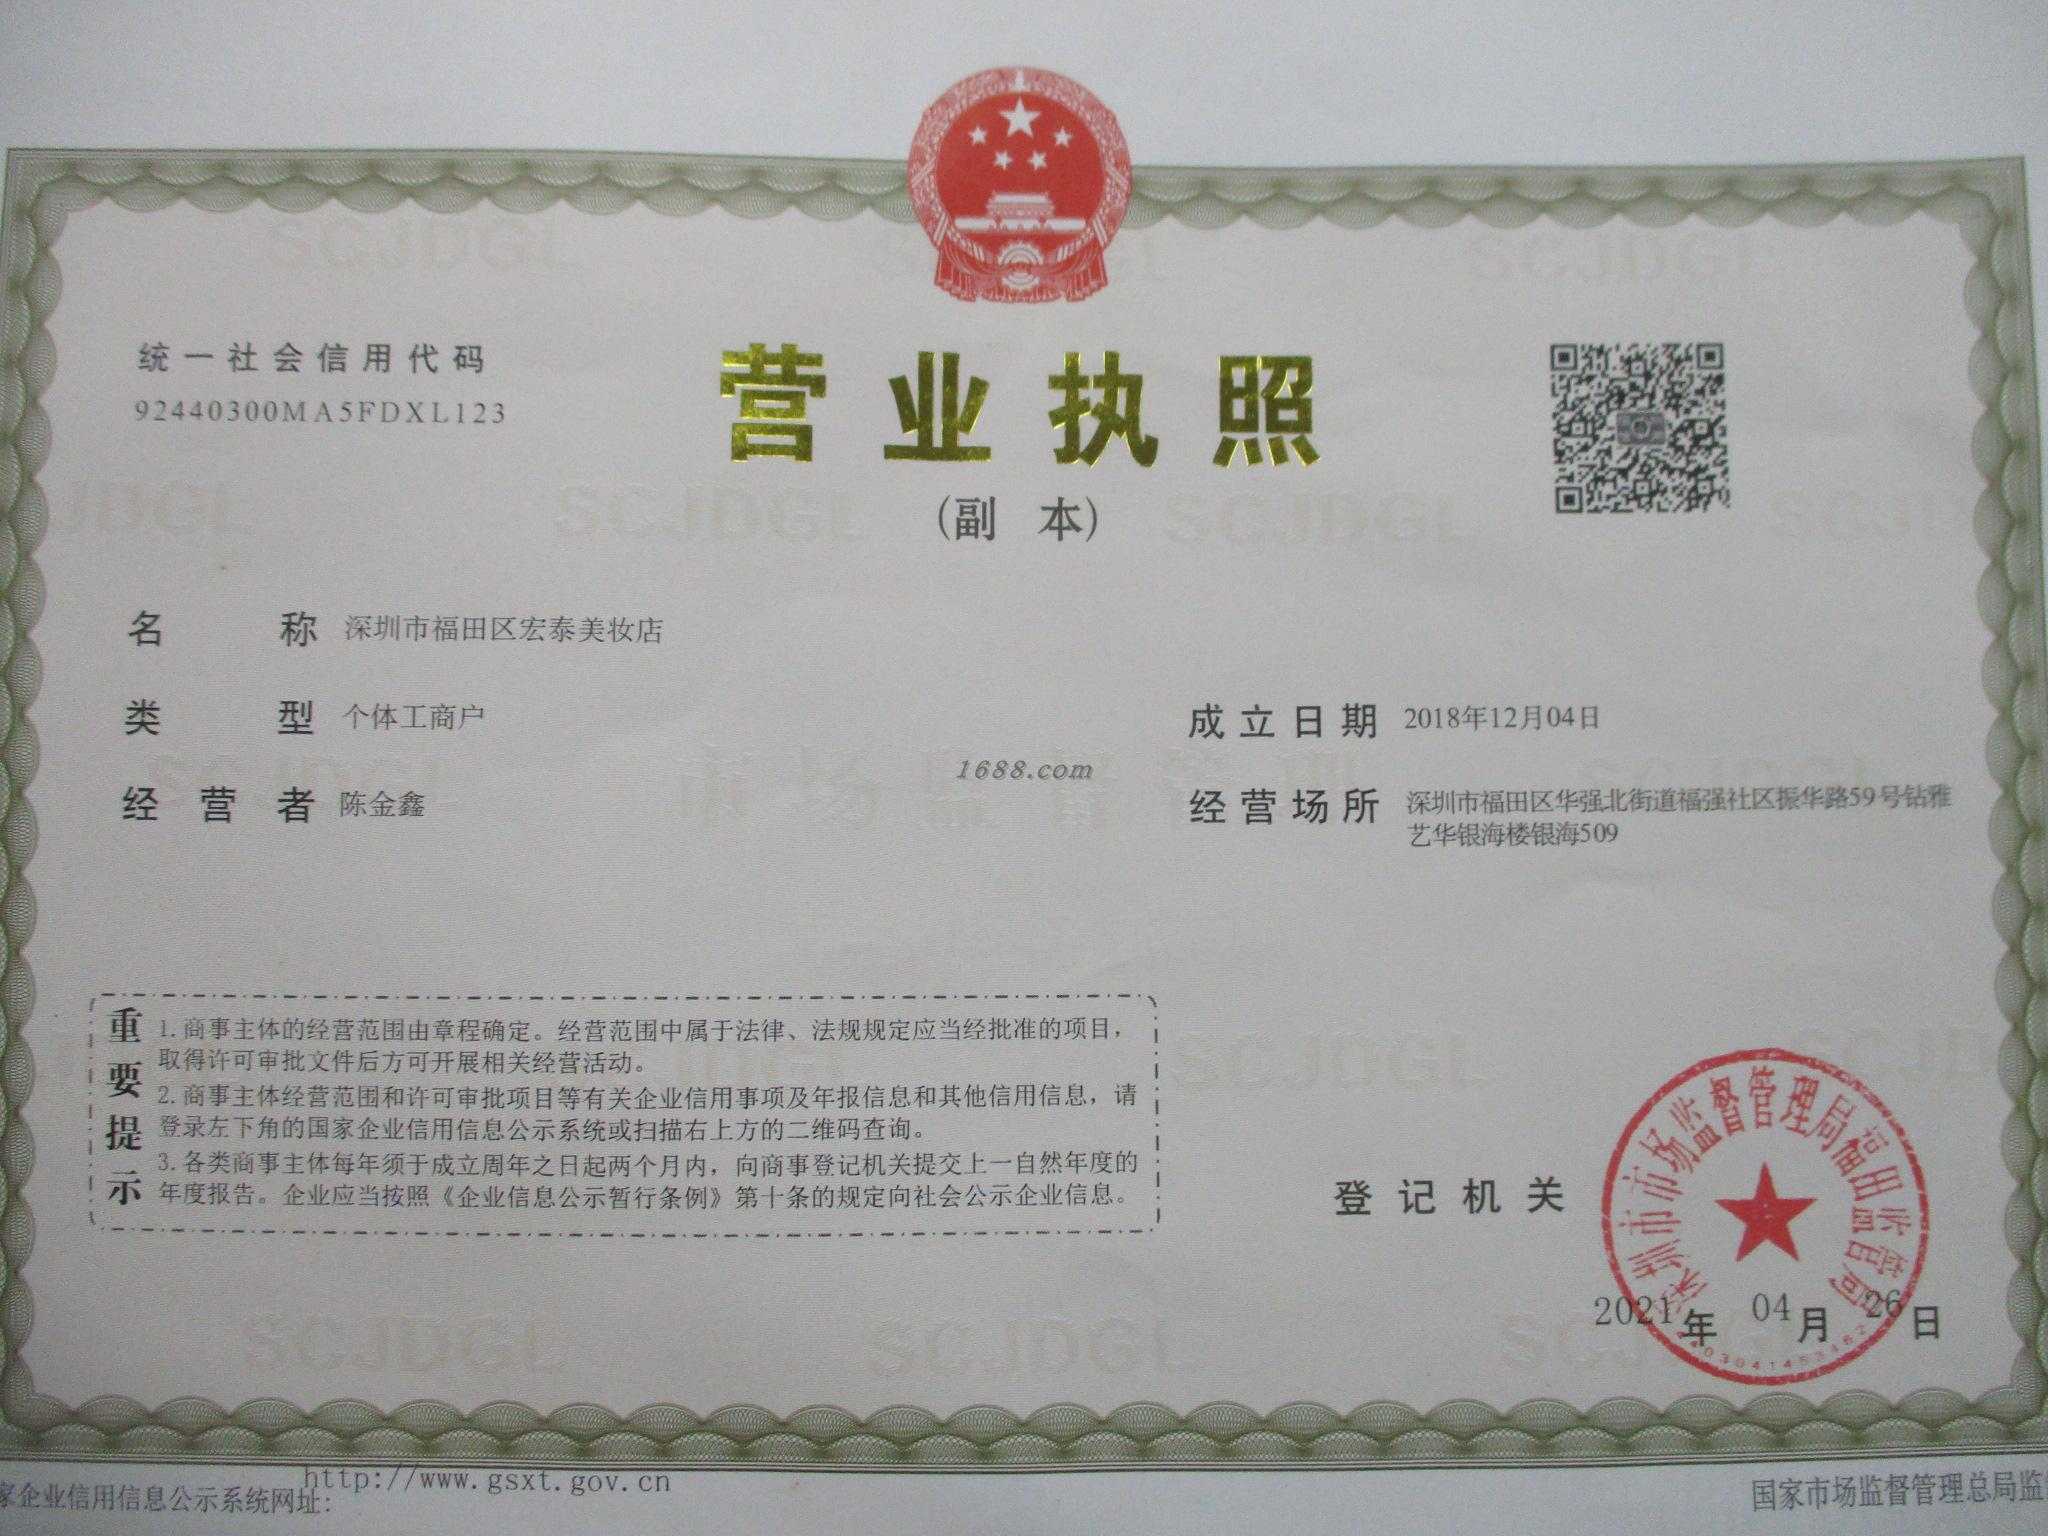 统一社会信用代码
92440300MA5FDXL123
营业执照
(副 本)
名 称 深圳市福田区宏泰美妆店
类 型 个体工商户
成立日期 2018年12月04日
经营者 陈金鑫
经营场所 深圳市福田区华强北街道福强社区振华路59号钻雅
艺华银海楼银海509
1688.com
重要提示
1. 商事主体的经营范围由章程确定。经营范围中属于法律、法规规定应当经批准的项目，
取得许可审批文件后方可开展相关经营活动。
2. 商事主体经营范围和许可审批项目等有关企业信用事项及年报信息和其他信用信息，请
登录左下角的国家企业信用信息公示系统或扫描右上方的二维码查询。
3. 各类商事主体每年须于成立周年之日起两个月内，向商事登记机关提交上一自然年度的
年度报告。企业应当按照《企业信息公示暂行条例》第十条的规定向社会公示企业信息。
登记机关
深圳市市场监督管理局福田监管局
2021年04月26日
家企业信用信息公示系统网址: http://www.gsxt.gov.cn
国家市场监督管理总局监
SCJDGL
市场监督管理